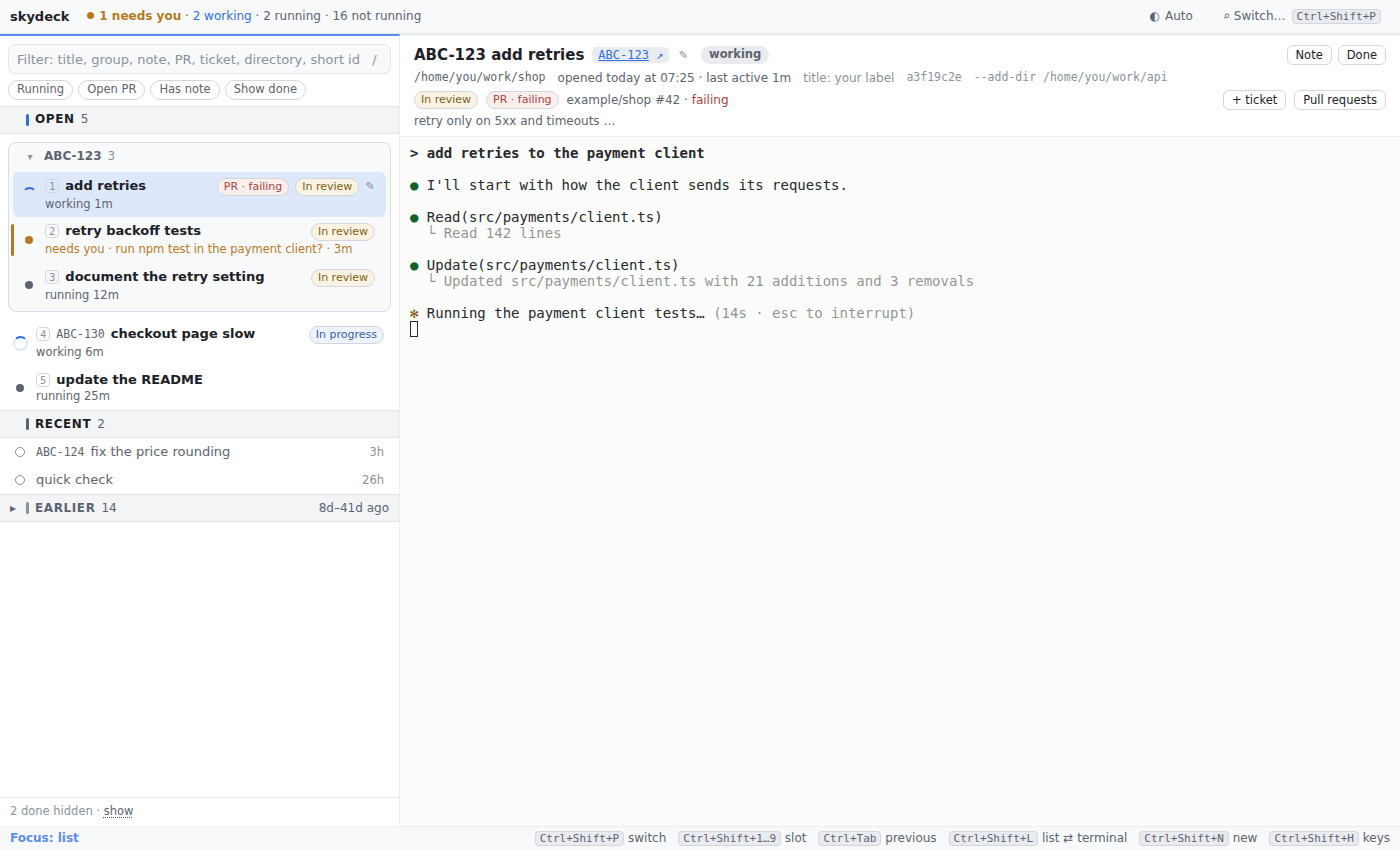 skydeck 1 needs you · 2 working · 2 running · 16 not running ◐ Auto Switch… Ctrl+Shift+P
Filter: title, group, note, PR, ticket, directory, short id /
Running Open PR Has note Show done
OPEN 5
▾ ABC-123 3
1 add retries PR · failing In review ✎
working 1m
2 retry backoff tests In review
needs you · run npm test in the payment client? · 3m
3 document the retry setting In review
running 12m
4 ABC-130 checkout page slow In progress
working 6m
5 update the README
running 25m
RECENT 2
ABC-124 fix the price rounding 3h
quick check 26h
▸ EARLIER 14 8d–41d ago
2 done hidden · show
ABC-123 add retries ABC-123 ↗ ✎ working Note Done
/home/you/work/shop opened today at 07:25 · last active 1m title: your label a3f19c2e --add-dir /home/you/work/api
In review PR · failing example/shop #42 · failing + ticket Pull requests
retry only on 5xx and timeouts …
> add retries to the payment client
● I'll start with how the client sends its requests.
● Read(src/payments/client.ts)
└ Read 142 lines
● Update(src/payments/client.ts)
└ Updated src/payments/client.ts with 21 additions and 3 removals
✻ Running the payment client tests… (14s · esc to interrupt)
Focus: list Ctrl+Shift+P switch Ctrl+Shift+1…9 slot Ctrl+Tab previous Ctrl+Shift+L list ⇄ terminal Ctrl+Shift+N new Ctrl+Shift+H keys